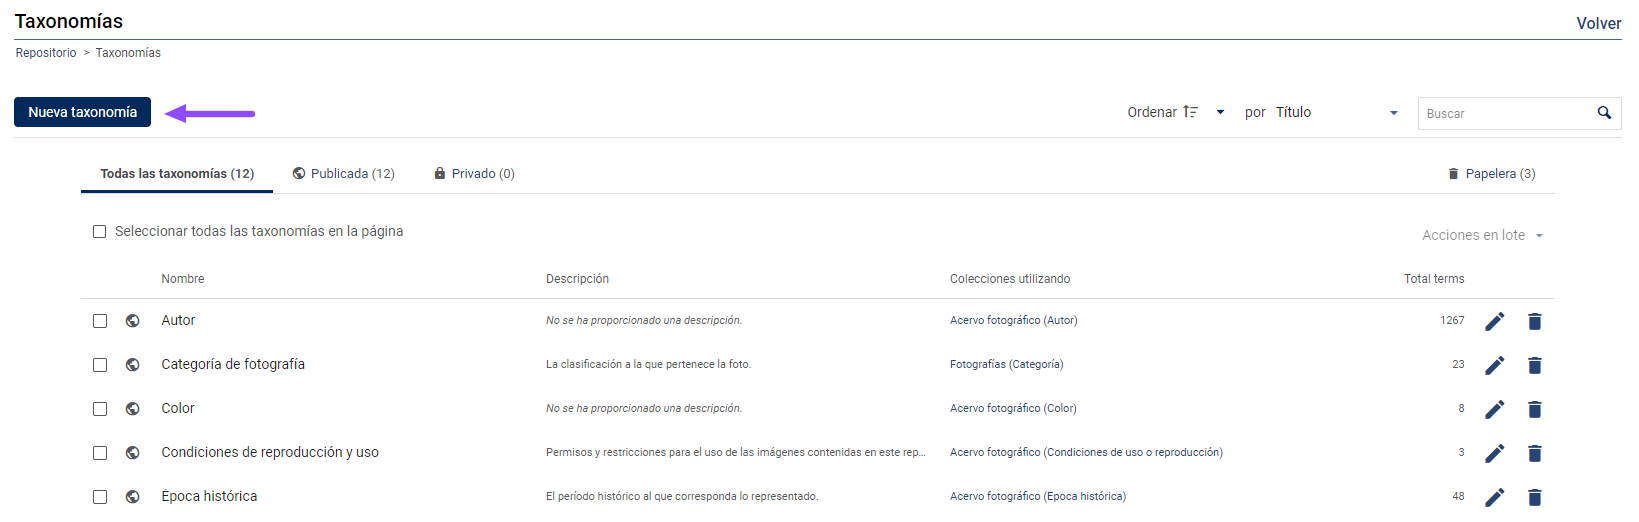 Taxonomías
Volver
Repositorio > Taxonomías
Nueva taxonomía
Ordenar por Título Buscar
Todas las taxonomías (12) Publicada (12) Privado (0) Papelera (3)
Seleccionar todas las taxonomías en la página
Acciones en lote
Nombre Descripción Colecciones utilizando Total terms
Autor No se ha proporcionado una descripción. Acervo fotográfico (Autor) 1267
Categoría de fotografía La clasificación a la que pertenece la foto. Fotografías (Categoría) 23
Color No se ha proporcionado una descripción. Acervo fotográfico (Color) 8
Condiciones de reproducción y uso Permisos y restricciones para el uso de las imágenes contenidas en este rep... Acervo fotográfico (Condiciones de uso o reproducción) 3
Época histórica El período histórico al que corresponda lo representado. Acervo fotográfico (Época histórica) 48